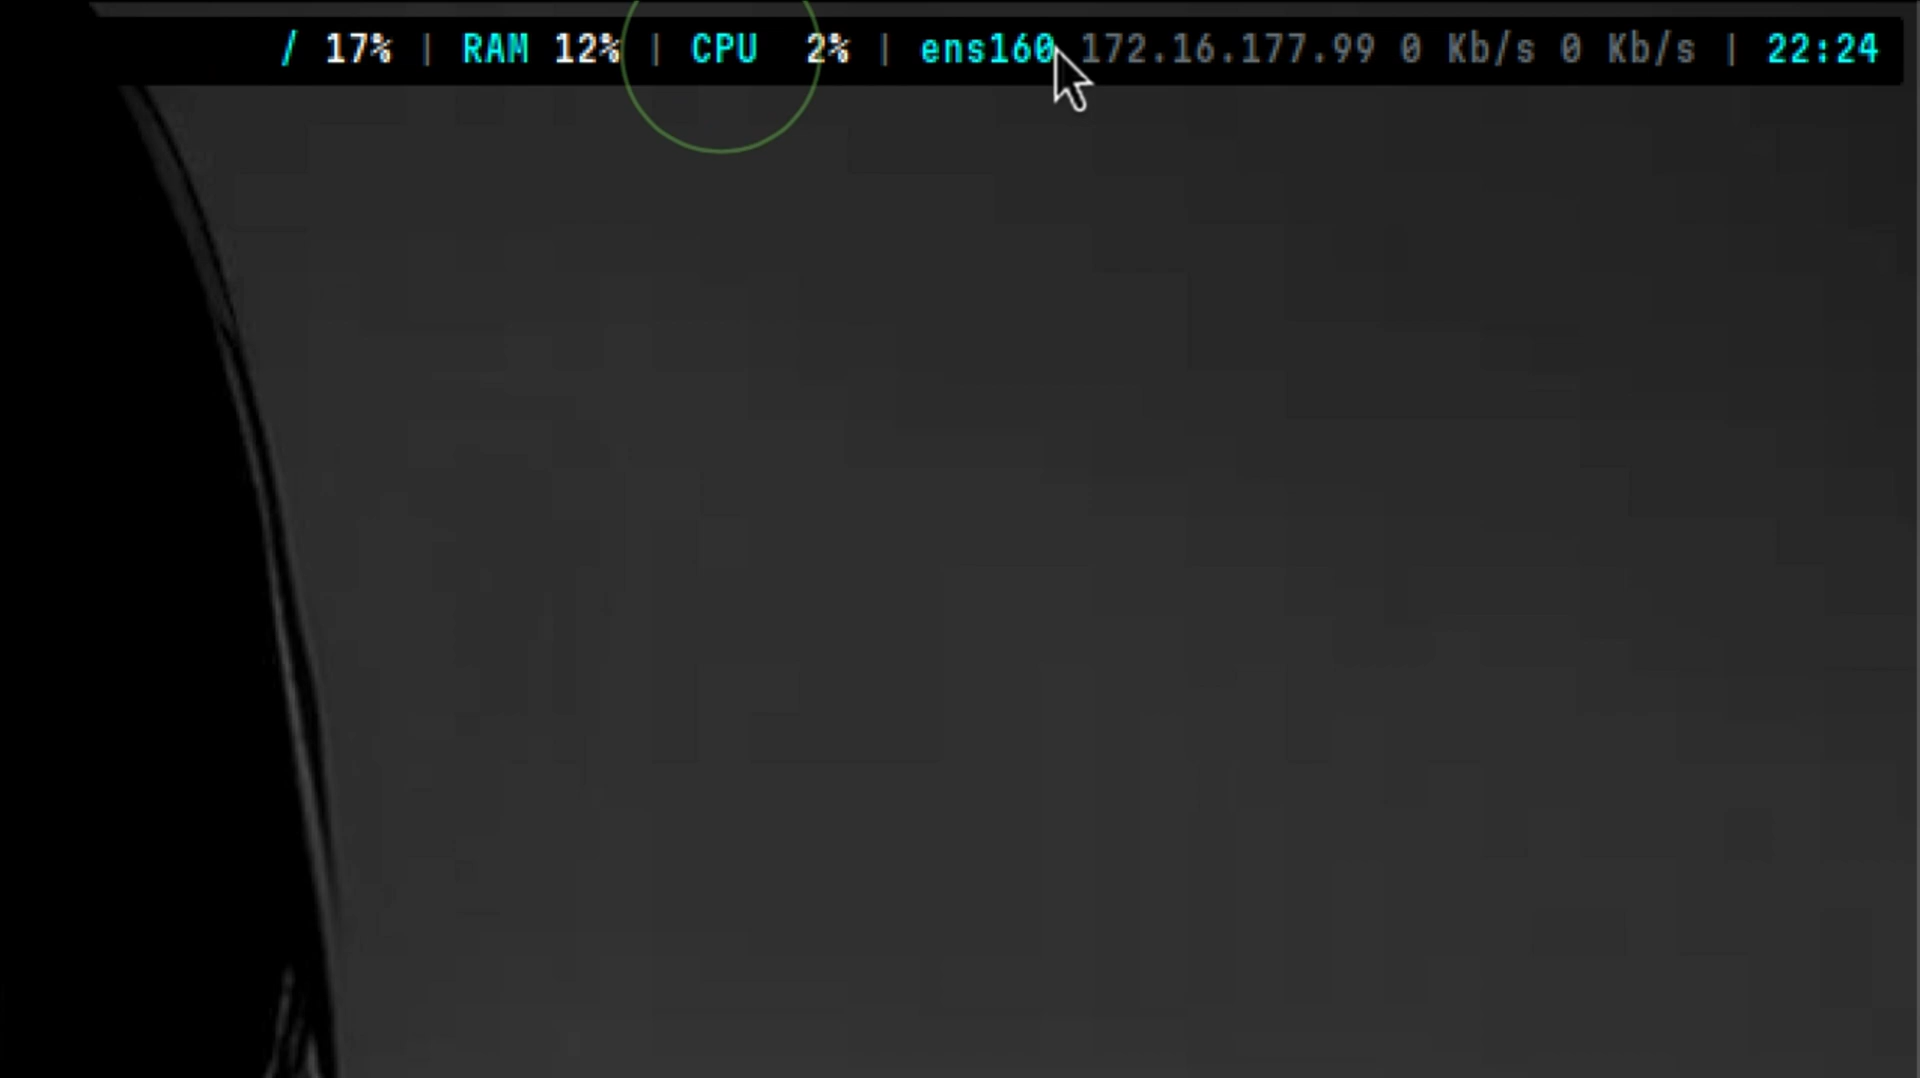 / 17% | RAM 12% | CPU 2% | ens160 172.16.177.99 0 Kb/s 0 Kb/s | 22:24